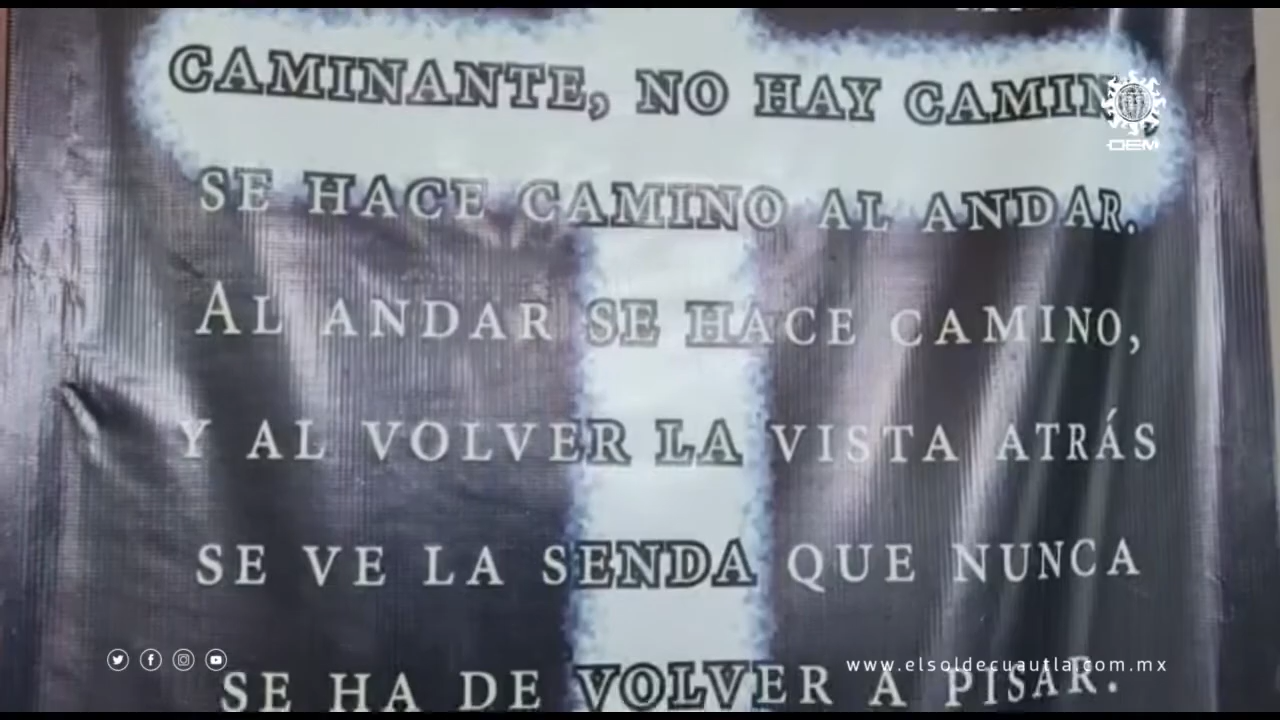 CAMINANTE, NO HAY CAMIN
SE HACE CAMINO AL ANDAR.
AL ANDAR SE HACE CAMINO,
Y AL VOLVER LA VISTA ATRÁS
SE VE LA SENDA QUE NUNCA
SE HA DE VOLVER A PISAR.
OEM
www.elsoldecuautla.com.mx